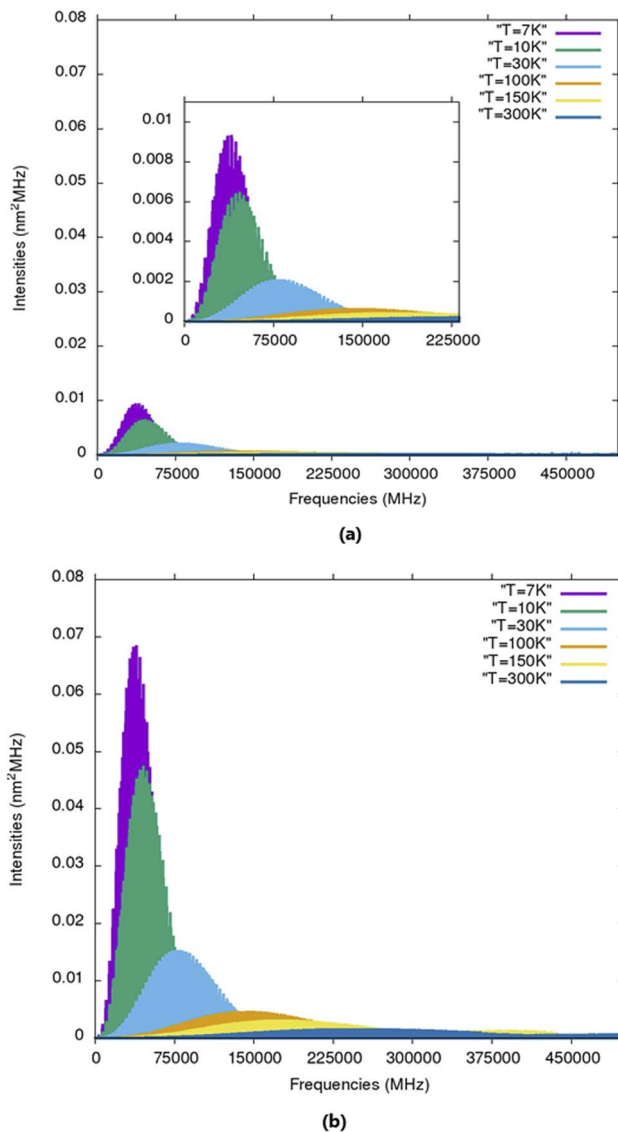 0.08
0.07
0.06
0.05
0.04
0.03
0.02
0.01
0
Intensities (nm²MHz)
"T=7K"
"T=10K"
"T=30K"
"T=100K"
"T=150K"
"T=300K"
0.01
0.008
0.006
0.004
0.002
0
0 75000 150000 225000
0 75000 150000 225000 300000 375000 450000
Frequencies (MHz)
(a)
0.08
0.07
0.06
0.05
0.04
0.03
0.02
0.01
0
Intensities (nm²MHz)
"T=7K"
"T=10K"
"T=30K"
"T=100K"
"T=150K"
"T=300K"
0 75000 150000 225000 300000 375000 450000
Frequencies (MHz)
(b)